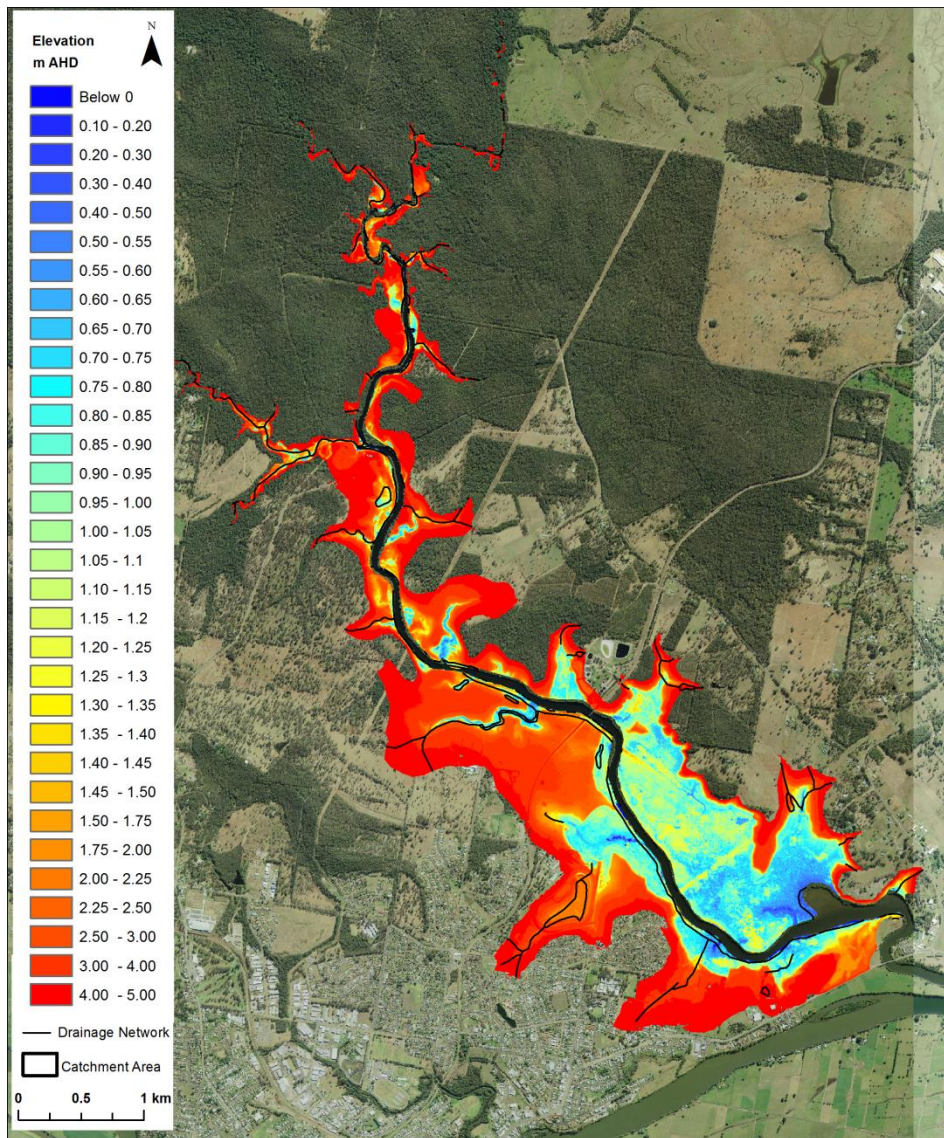 Elevation
m AHD
N
Below 0
0.10 - 0.20
0.20 - 0.30
0.30 - 0.40
0.40 - 0.50
0.50 - 0.55
0.55 - 0.60
0.60 - 0.65
0.65 - 0.70
0.70 - 0.75
0.75 - 0.80
0.80 - 0.85
0.85 - 0.90
0.90 - 0.95
0.95 - 1.00
1.00 - 1.05
1.05 - 1.1
1.10 - 1.15
1.15 - 1.2
1.20 - 1.25
1.25 - 1.3
1.30 - 1.35
1.35 - 1.40
1.40 - 1.45
1.45 - 1.50
1.50 - 1.75
1.75 - 2.00
2.00 - 2.25
2.25 - 2.50
2.50 - 3.00
3.00 - 4.00
4.00 - 5.00
Drainage Network
Catchment Area
0 0.5 1 km